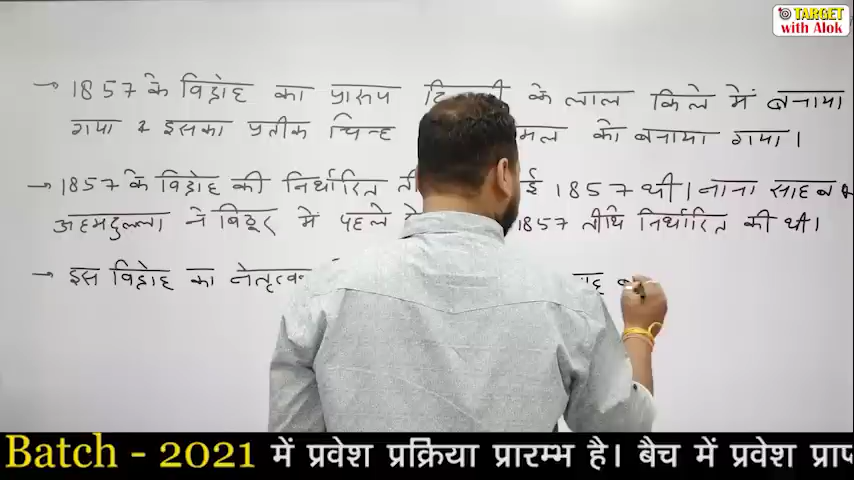 TARGET
with Alok
→ 1857 के विद्रोह का प्रारूप के लाल किले में बनाया
गया व इसका प्रतीक चिन्ह को बनाया गया।
→ 1857 के विद्रोह की निर्धारित 1857 थी। नाना साहब व
अहमदुल्ला ने बिठूर में पहले 1857 तीथि निर्धारित की थी।
→ इस विद्रोह का
Batch - 2021 में प्रवेश प्रक्रिया प्रारम्भ है। बैच में प्रवेश